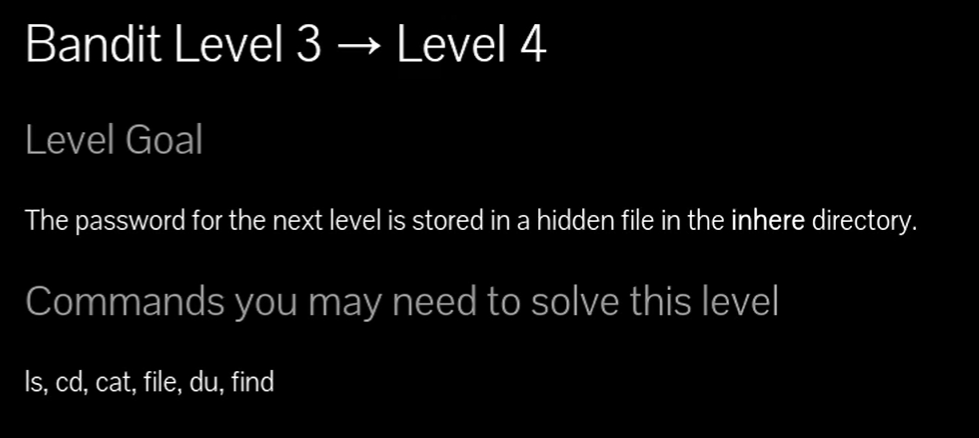 Bandit Level 3 → Level 4
Level Goal
The password for the next level is stored in a hidden file in the inhere directory.
Commands you may need to solve this level
ls, cd, cat, file, du, find